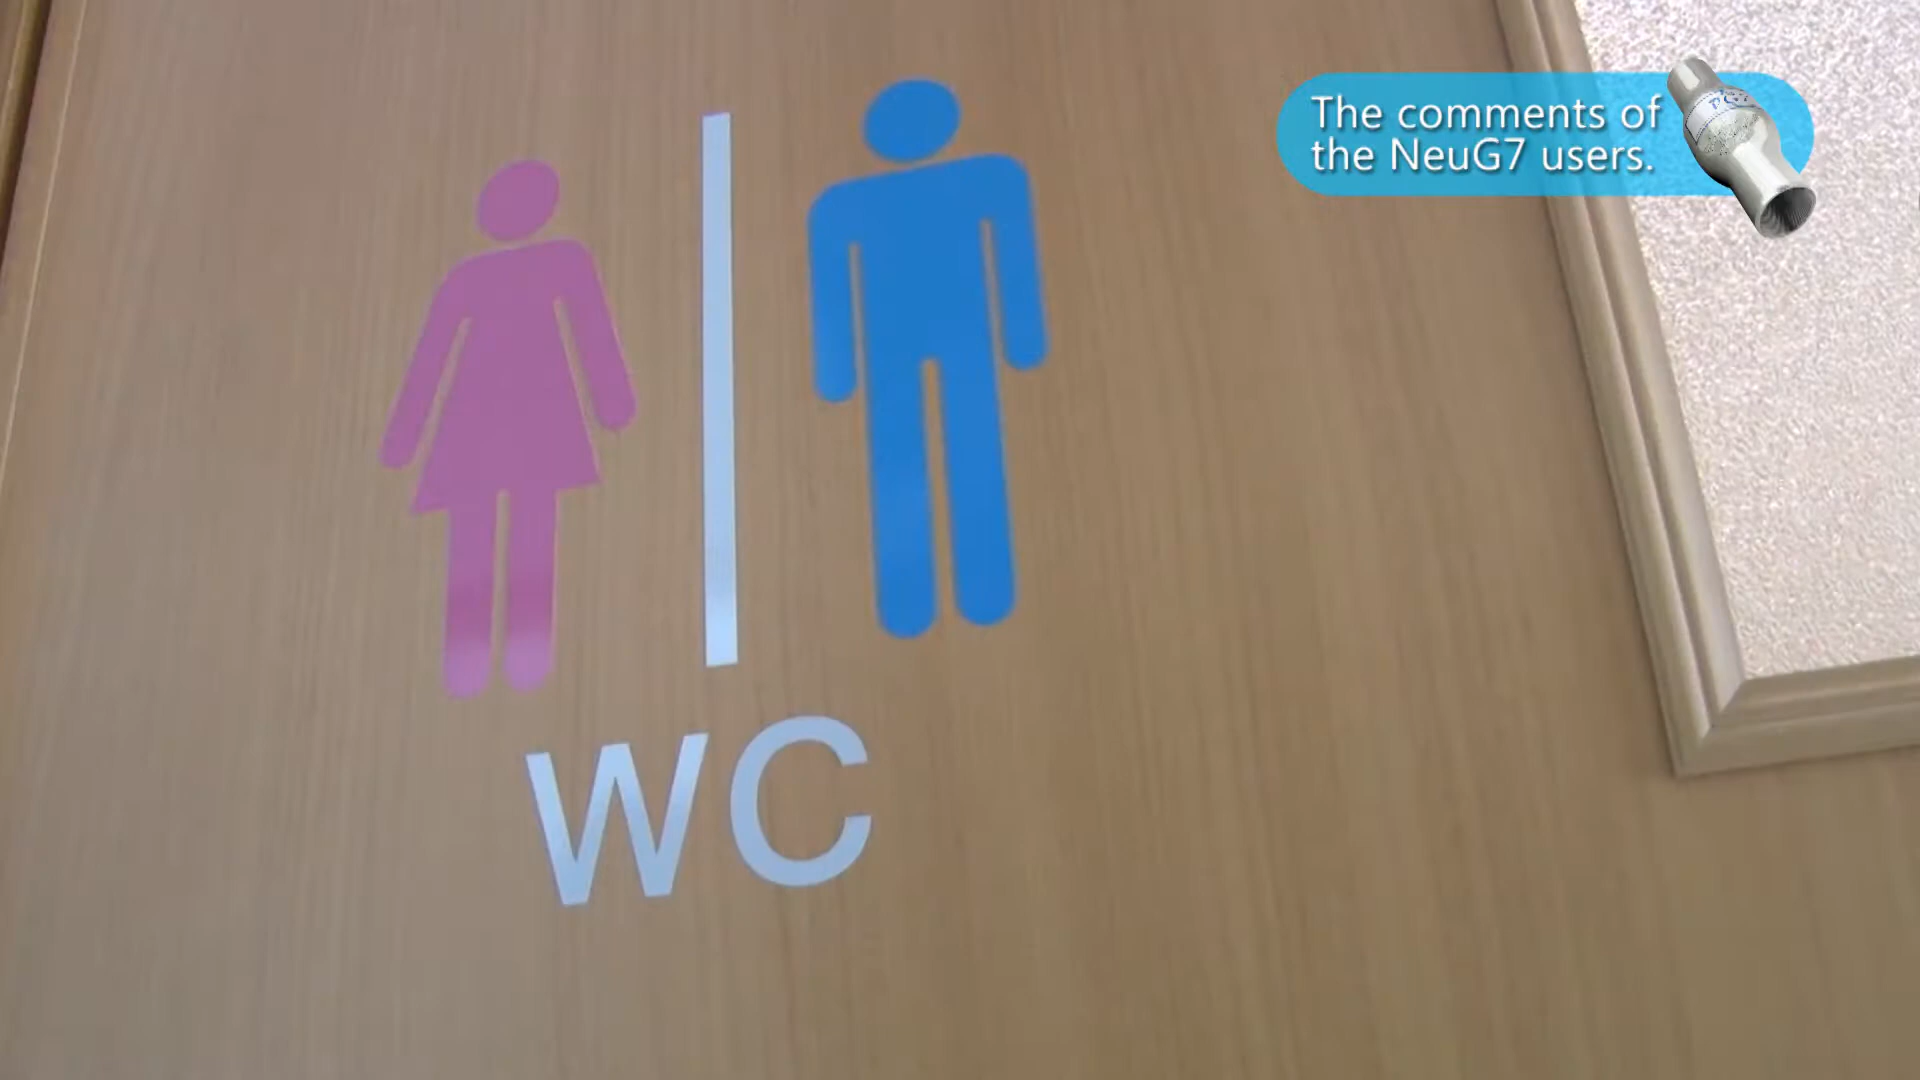 The comments of
the NeuG7 users.
WC